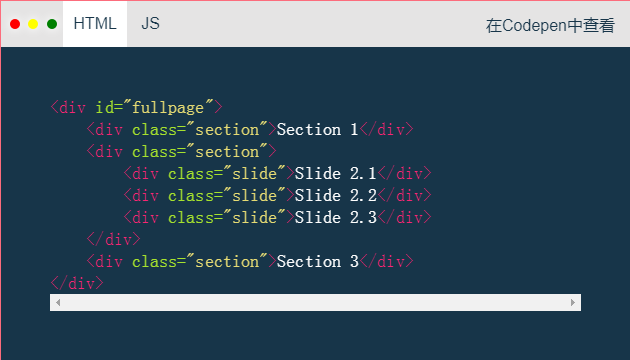 HTML JS 在Codepen中查看
<div id="fullpage">
    <div class="section">Section 1</div>
    <div class="section">
        <div class="slide">Slide 2.1</div>
        <div class="slide">Slide 2.2</div>
        <div class="slide">Slide 2.3</div>
    </div>
    <div class="section">Section 3</div>
</div>